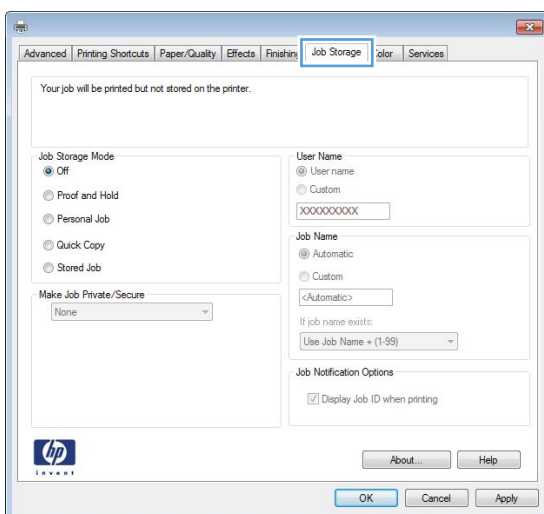 Advanced Printing Shortcuts Paper/Quality Effects Finishing Job Storage Color Services
Your job will be printed but not stored on the printer.
Job Storage Mode
Off
Proof and Hold
Personal Job
Quick Copy
Stored Job
Make Job Private/Secure
None
User Name
User name
Custom
XXXXXXXXX
Job Name
Automatic
Custom
<Automatic>
If job name exists:
Use Job Name + (1-99)
Job Notification Options
Display Job ID when printing
hp
invent
About... Help
OK Cancel Apply